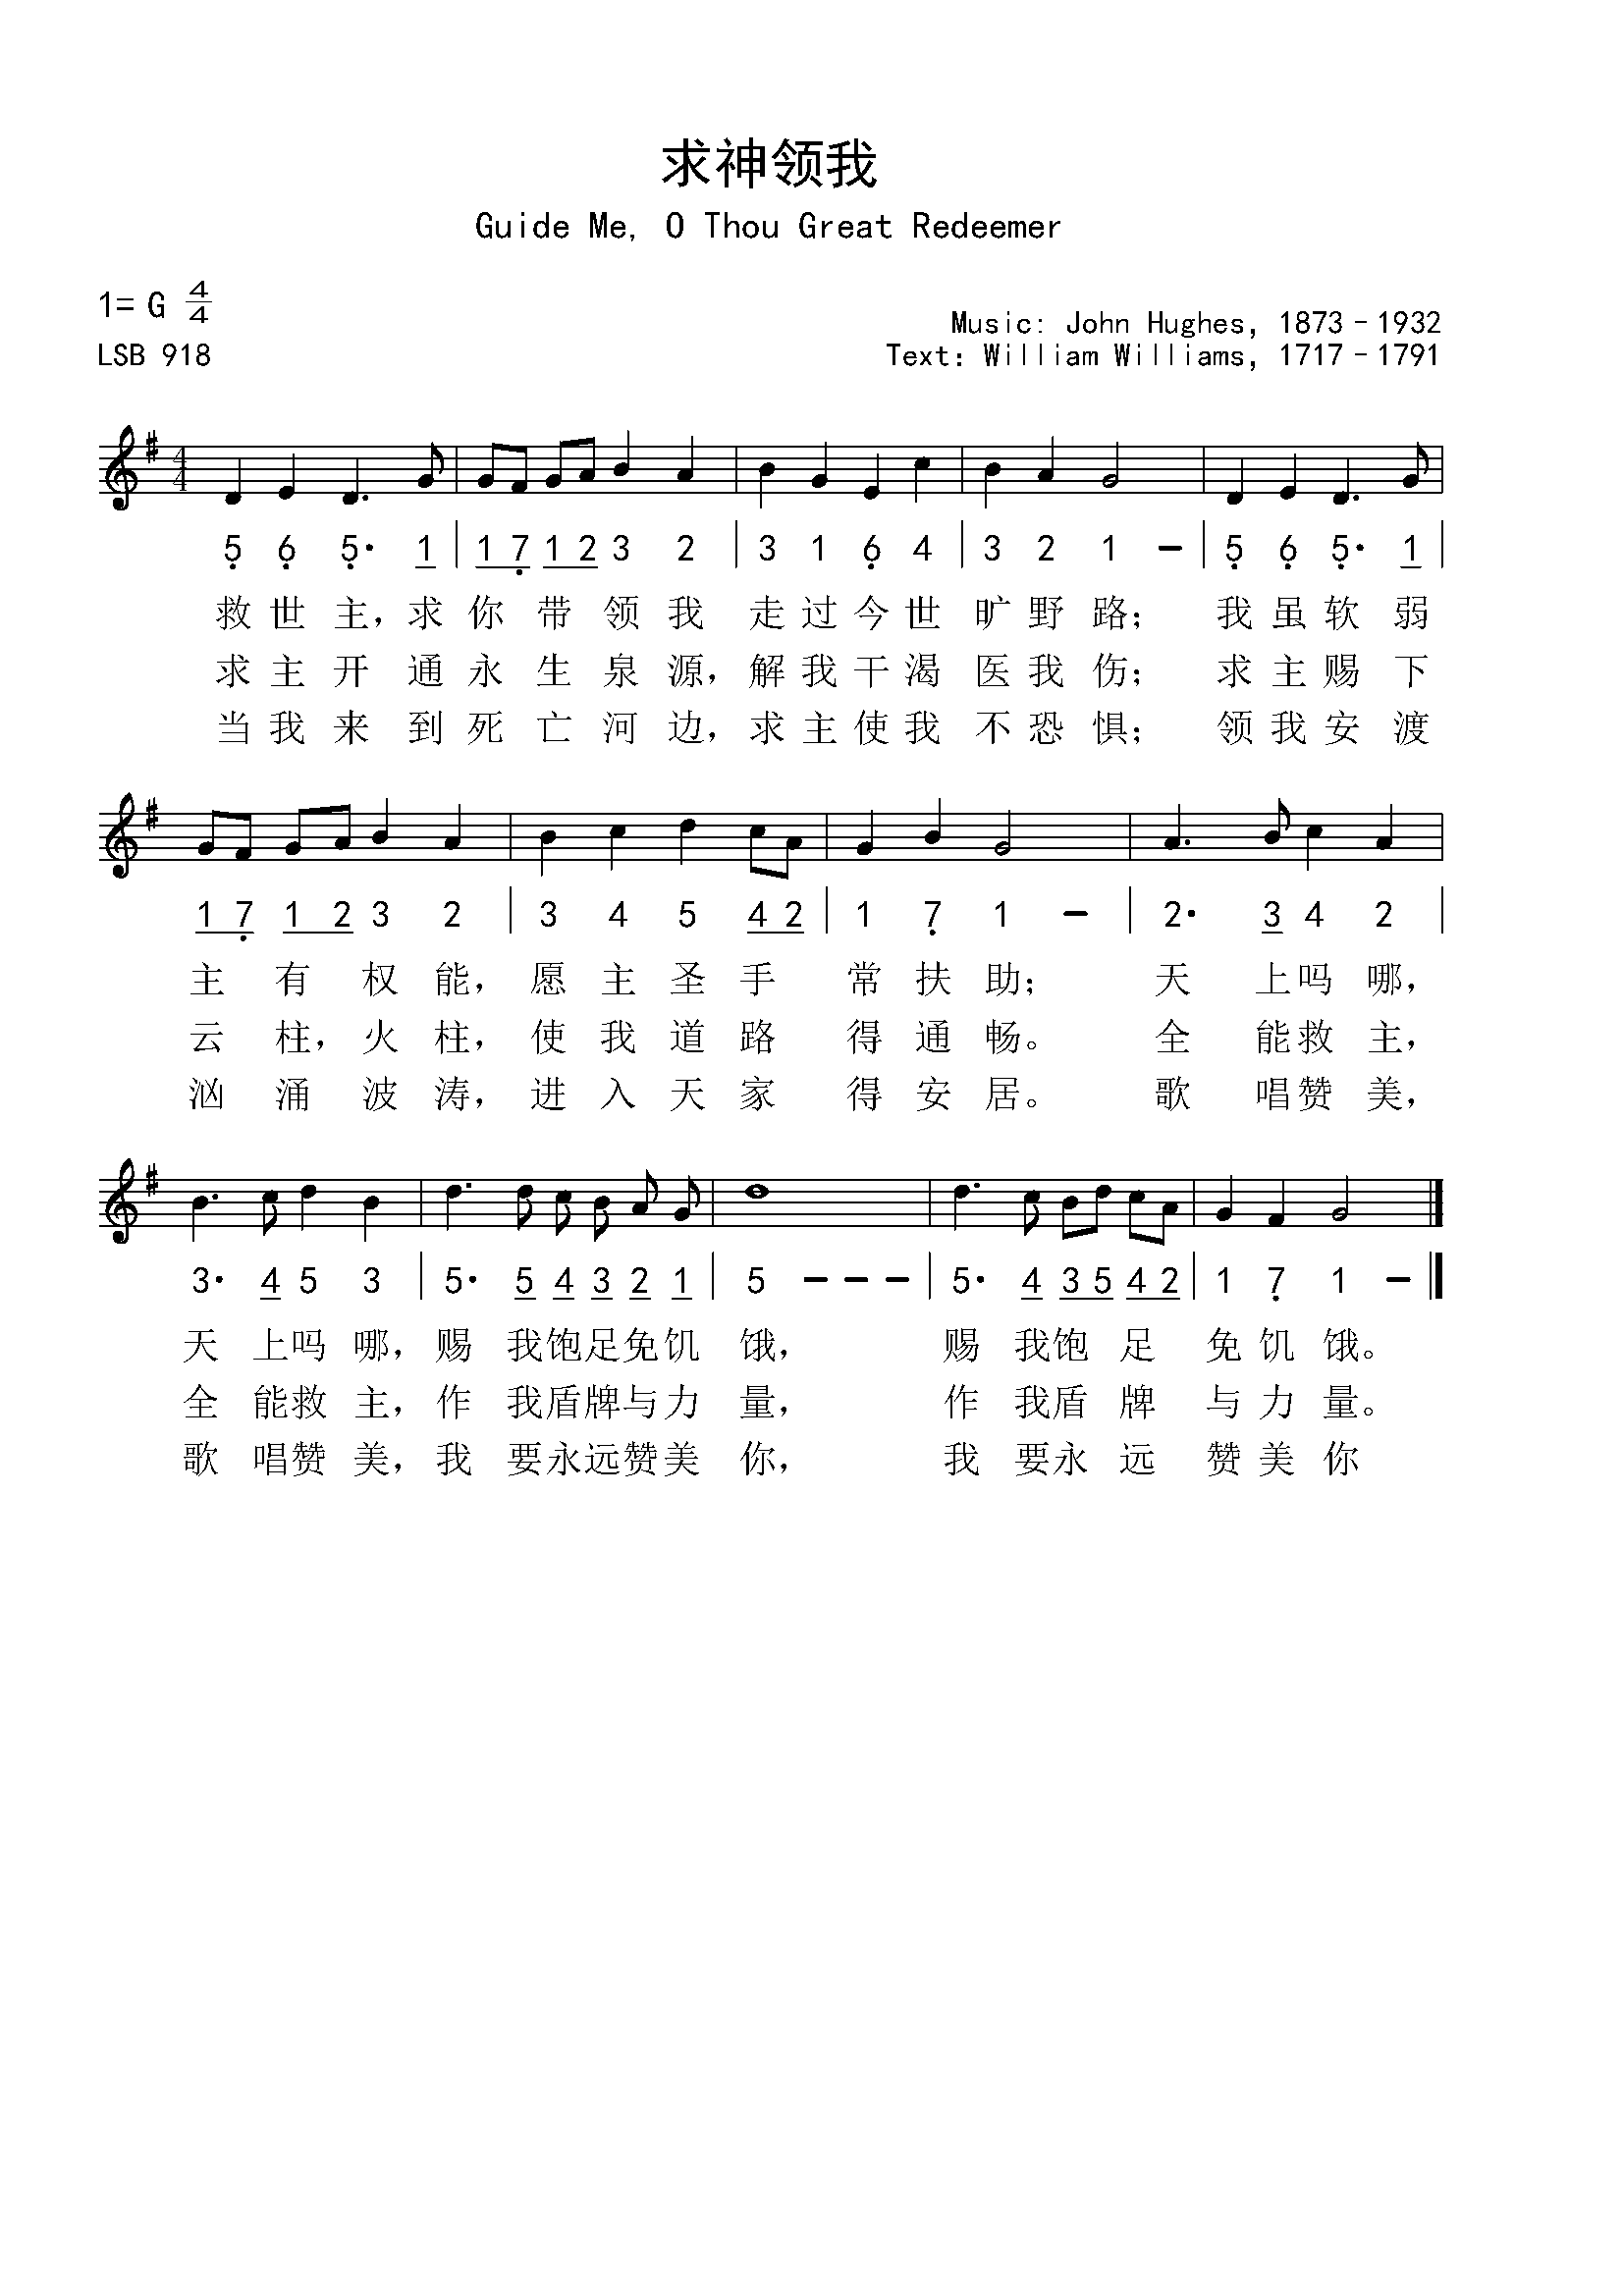 求神领我
Guide Me, O Thou Great Redeemer
1= G 4/4
Music: John Hughes, 1873-1932
LSB 918
Text: William Williams, 1717-1791
4/4
5̣ 6̣ 5̣· 1 | 1 7̣ 1 2 3 2 | 3 1 6̣ 4 | 3 2 1 – | 5̣ 6̣ 5̣· 1 |
救世主,求你带领我 走过今世旷野路; 我虽软弱
求主开通永生泉源,解我干渴医我伤; 求主赐下
当我来到死亡河边,求主使我不恐惧; 领我安渡
1 7̣ 1 2 3 2 | 3 4 5 4 2 | 1 7̣ 1 – | 2· 3 4 2 |
主有权能,愿主圣手常扶助; 天上吗哪,
云柱,火柱,使我道路得通畅。 全能救主,
汹涌波涛,进入天家得安居。 歌唱赞美,
3· 4 5 3 | 5· 5 4 3 2 1 | 5 – – – | 5· 4 3 5 4 2 | 1 7̣ 1 –
天上吗哪,赐我饱足免饥饿, 赐我饱足免饥饿。
全能救主,作我盾牌与力量, 作我盾牌与力量。
歌唱赞美,我要永远赞美你, 我要永远赞美你